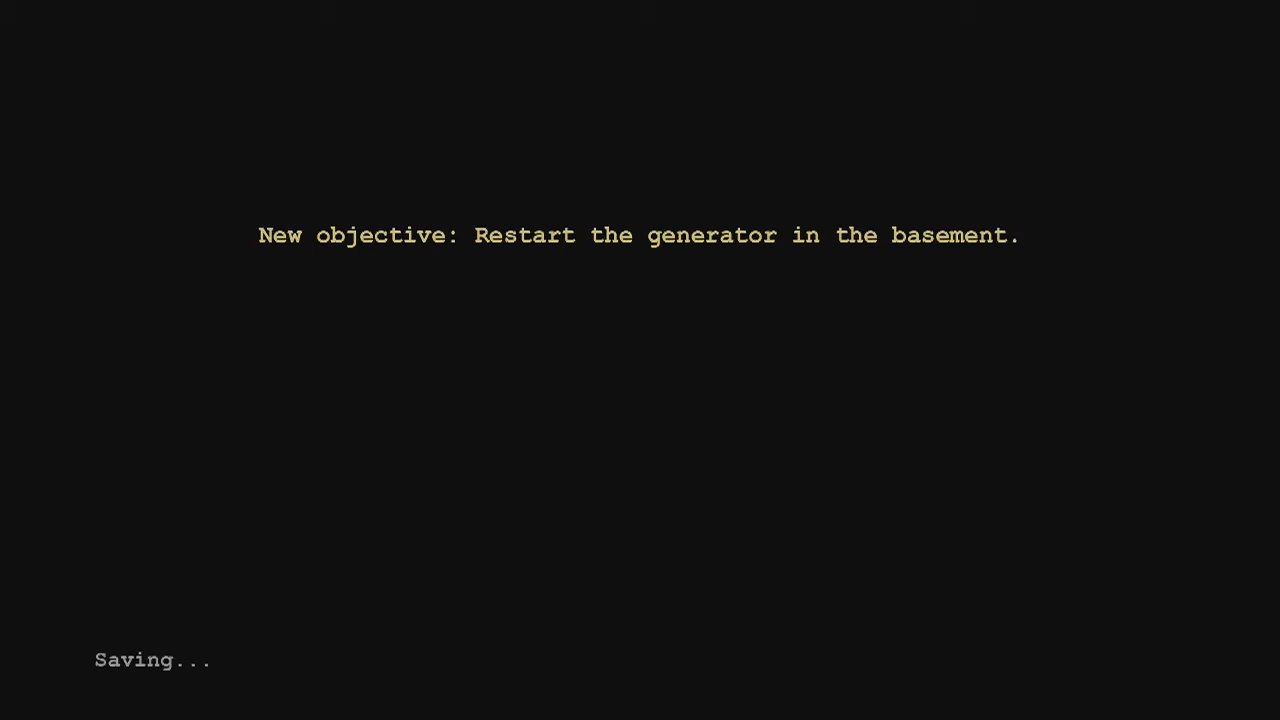 New objective: Restart the generator in the basement.
Saving...